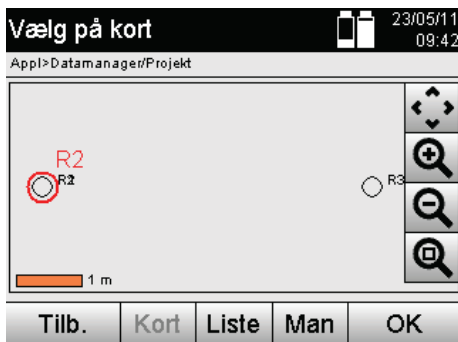 Vælg på kort
23/05/11
09:42
Appl>Datamanager/Projekt
R2
R3
1 m
Tilb. Kort Liste Man OK